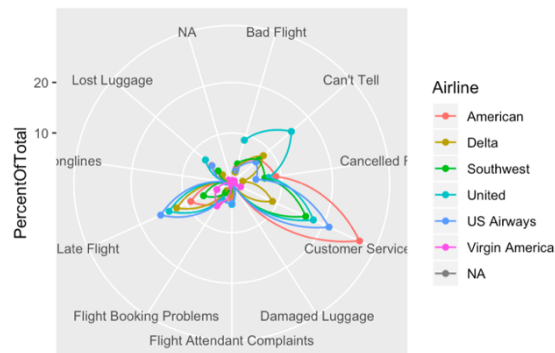 NA
Bad Flight
Lost Luggage
Can't Tell
Airline
20
10
American
Delta
Southwest
United
US Airways
Virgin America
NA
onglines
Cancelled F
PercentOfTotal
Late Flight
Customer Service
Flight Booking Problems
Damaged Luggage
Flight Attendant Complaints